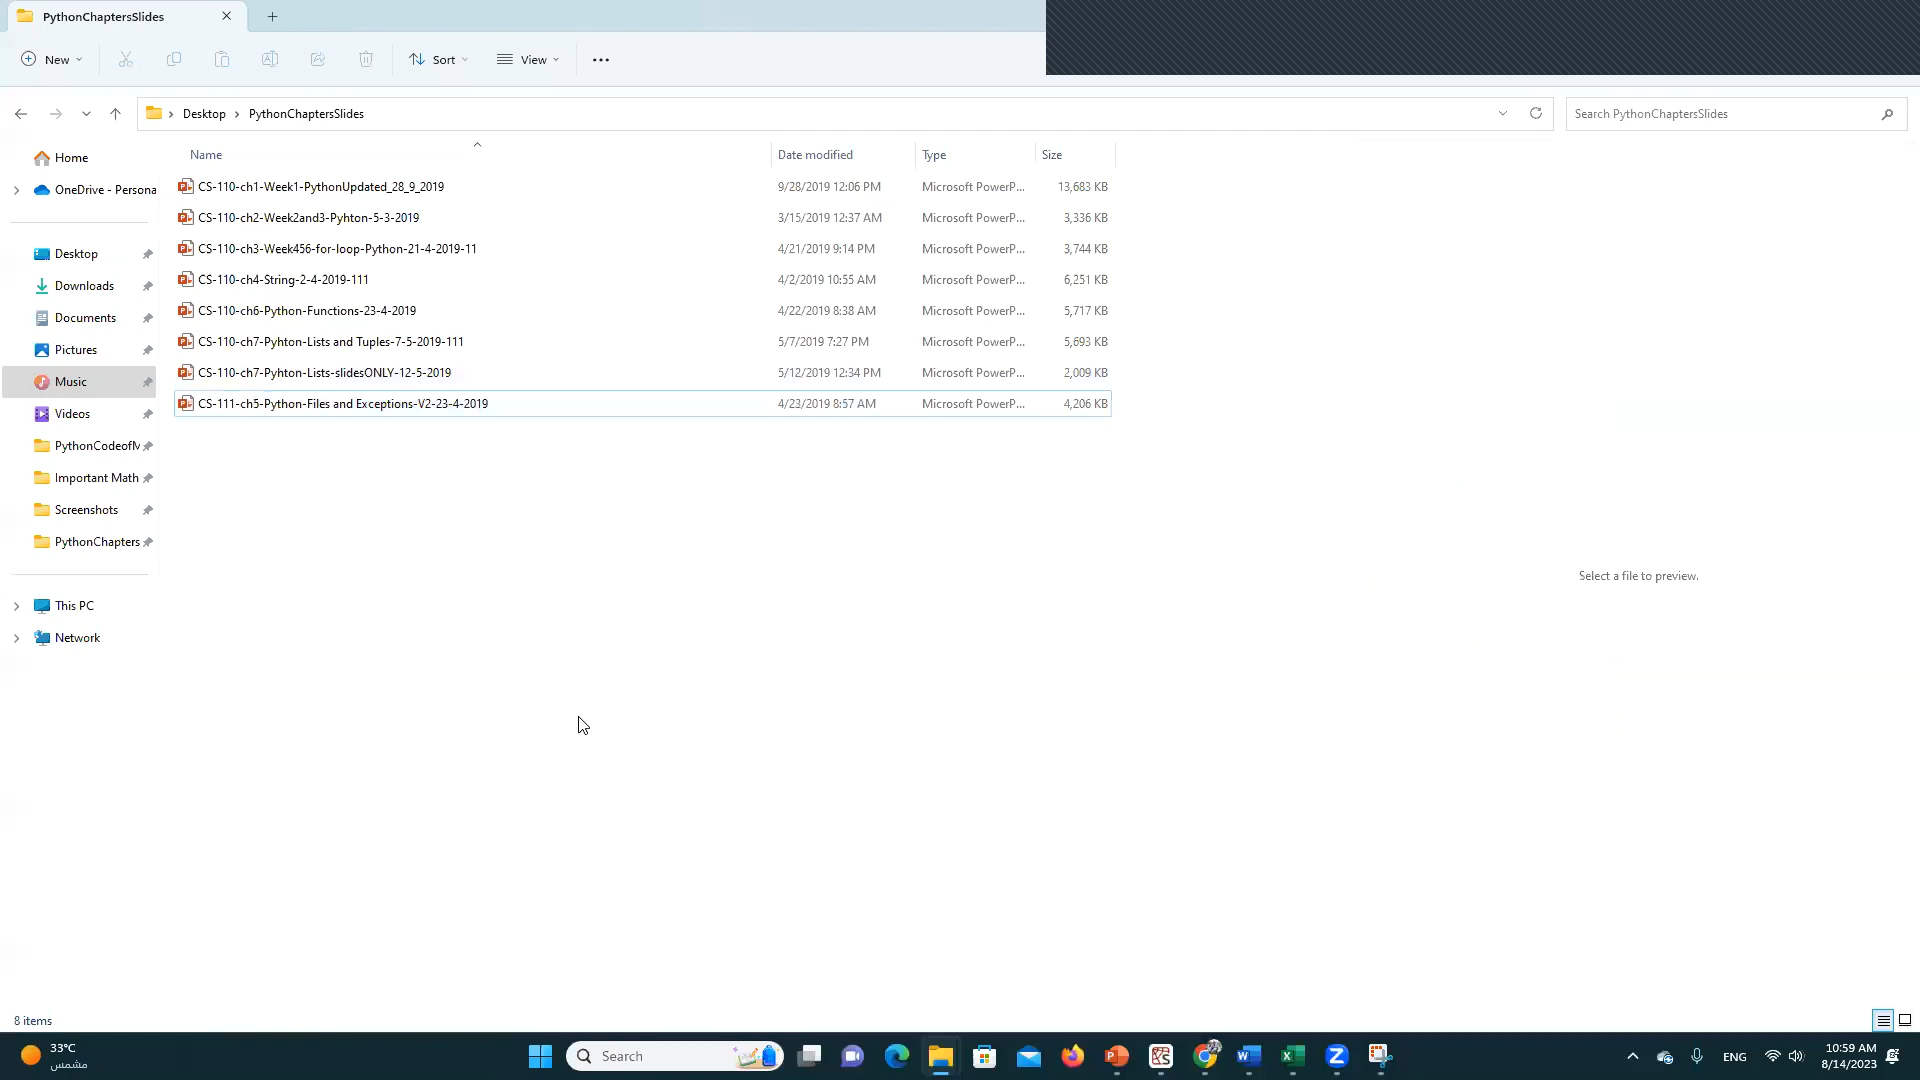 PythonChaptersSlides
New
Sort
View
Desktop
PythonChaptersSlides
Search PythonChaptersSlides
Name Date modified Type Size
CS-110-ch1-Week1-PythonUpdated_28_9_2019 9/28/2019 12:06 PM Microsoft PowerP... 13,683 KB
CS-110-ch2-Week2and3-Pyhton-5-3-2019 3/15/2019 12:37 AM Microsoft PowerP... 3,336 KB
CS-110-ch3-Week456-for-loop-Python-21-4-2019-11 4/21/2019 9:14 PM Microsoft PowerP... 3,744 KB
CS-110-ch4-String-2-4-2019-111 4/2/2019 10:55 AM Microsoft PowerP... 6,251 KB
CS-110-ch6-Python-Functions-23-4-2019 4/22/2019 8:38 AM Microsoft PowerP... 5,717 KB
CS-110-ch7-Pyhton-Lists and Tuples-7-5-2019-111 5/7/2019 7:27 PM Microsoft PowerP... 5,693 KB
CS-110-ch7-Pyhton-Lists-slidesONLY-12-5-2019 5/12/2019 12:34 PM Microsoft PowerP... 2,009 KB
CS-111-ch5-Python-Files and Exceptions-V2-23-4-2019 4/23/2019 8:57 AM Microsoft PowerP... 4,206 KB
Home
OneDrive - Persona
Desktop
Downloads
Documents
Pictures
Music
Videos
PythonCodeofM
Important Math
Screenshots
PythonChapters
This PC
Network
Select a file to preview.
8 items
33°C
مشمس
Search
ENG
10:59 AM
8/14/2023